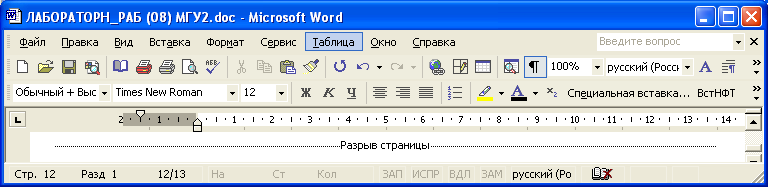 ЛАБОРАТОРН_РАБ (08) МГУ2.doc - Microsoft Word
Файл Правка Вид Вставка Формат Сервис Таблица Окно Справка Введите вопрос
100% русский (Росси A
Обычный + Выс Times New Roman 12 Ж К Ч A x₂ Специальная вставка... ВстНФТ
2 1 1 2 3 4 5 6 7 8 9 10 11 12 13 14
Разрыв страницы
Стр. 12 Разд 1 12/13 На Ст Кол ЗАП ИСПР ВДЛ ЗАМ русский (Ро